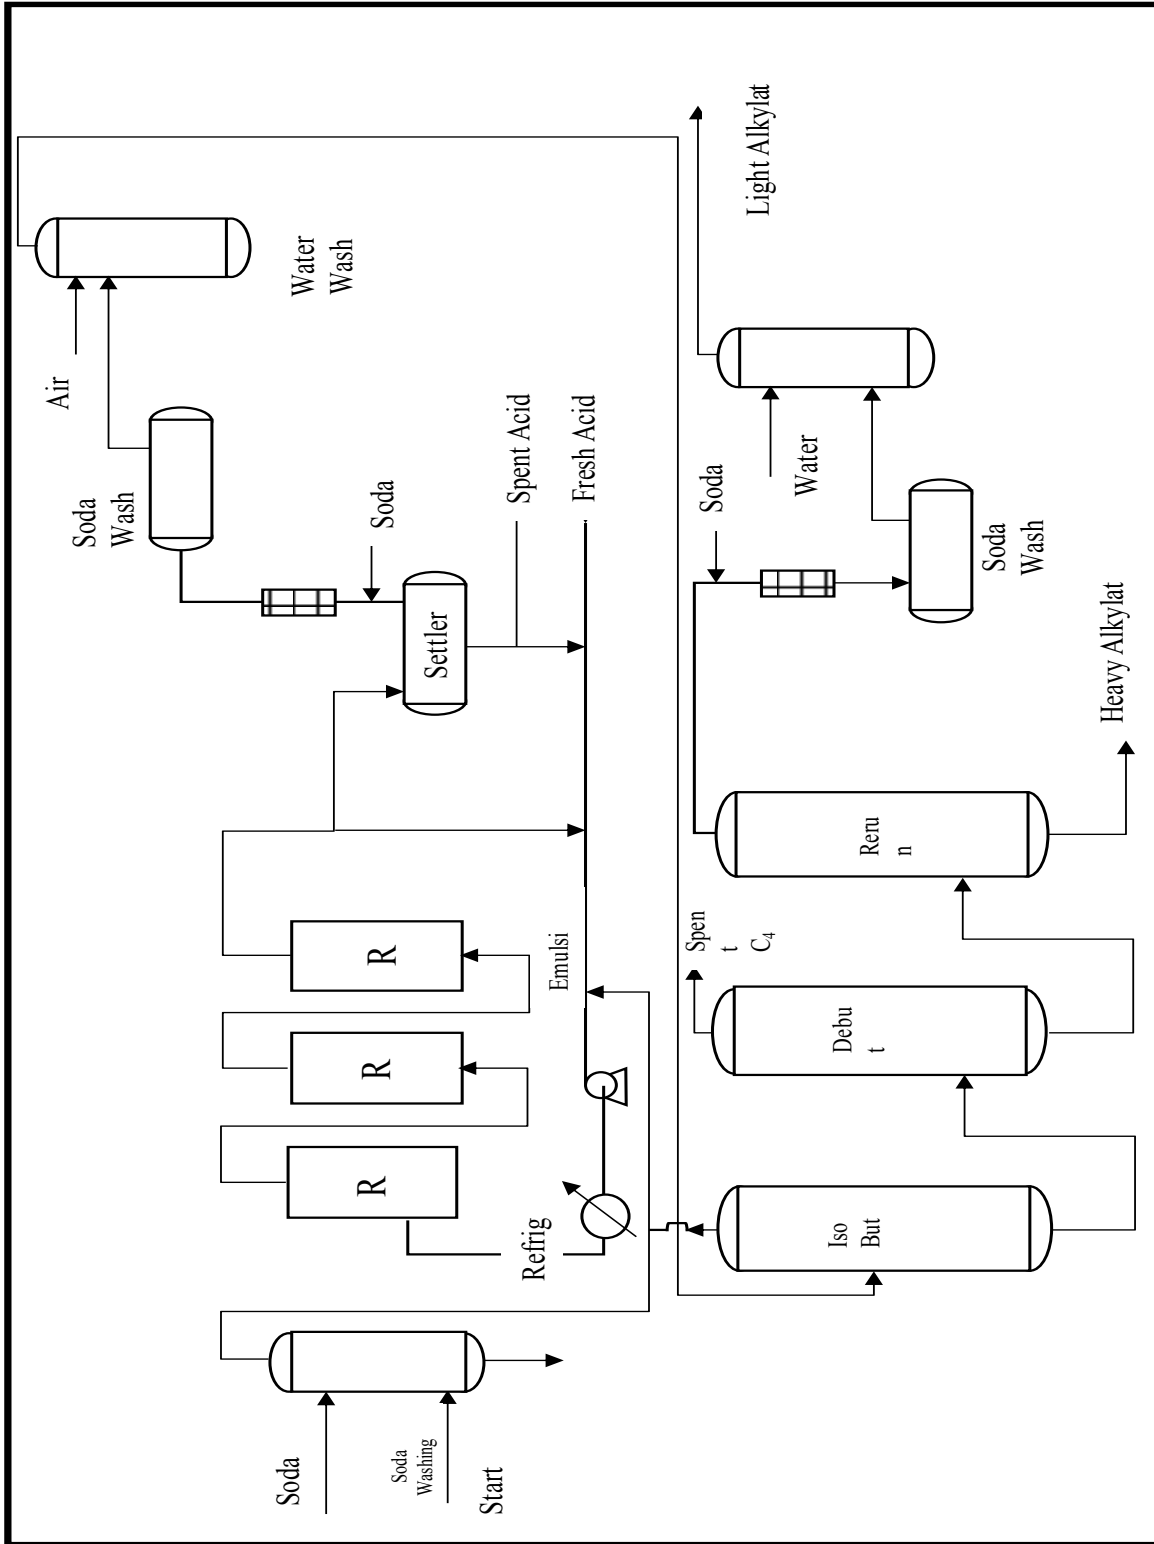 Air
Water
Wash
Soda
Wash
Soda
Spent Acid
Fresh Acid
Settler
R
R
R
Emulsi
Refrig
Soda
Soda
Washing
Start
Light Alkylat
Water
Soda
Soda
Wash
Heavy Alkylat
Reru
n
Spen
t
C₄
Debu
t
Iso
But